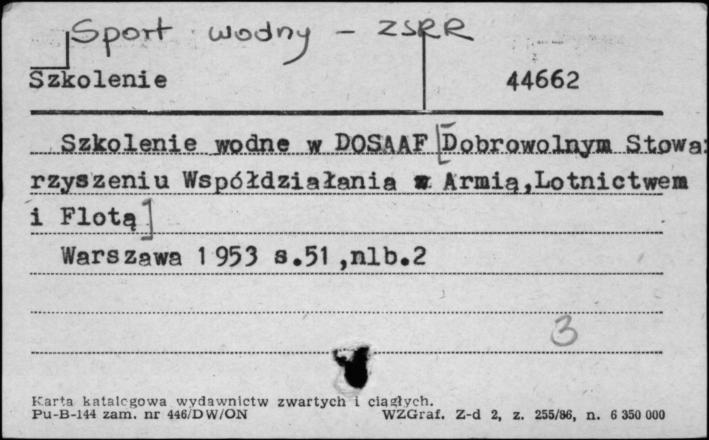 Sport wodny - ZSRR
Szkolenie 44662
Szkolenie wodne w DOSAAF [Dobrowolnym Stowa-
rzyszeniu Współdziałania z Armią,Lotnictwem
i Flotą]
Warszawa 1953 s.51,nlb.2
3
Karta katalogowa wydawnictw zwartych i ciągłych.
Pu-B-144 zam. nr 446/DW/ON WZGraf. Z-d 2, z. 255/86, n. 6 350 000